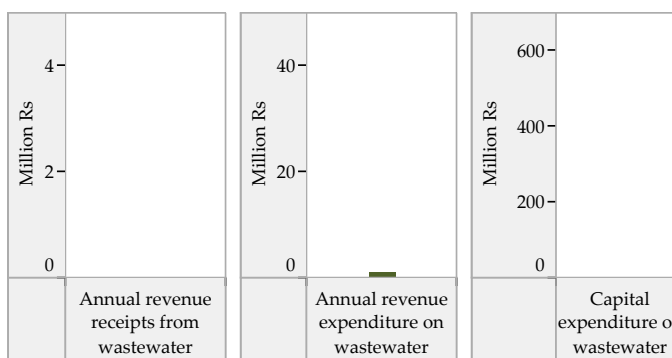 Million Rs
4
2
0
Annual revenue
receipts from
wastewater
Million Rs
40
20
0
Annual revenue
expenditure on
wastewater
Million Rs
600
400
200
0
Capital
expenditure o
wastewater